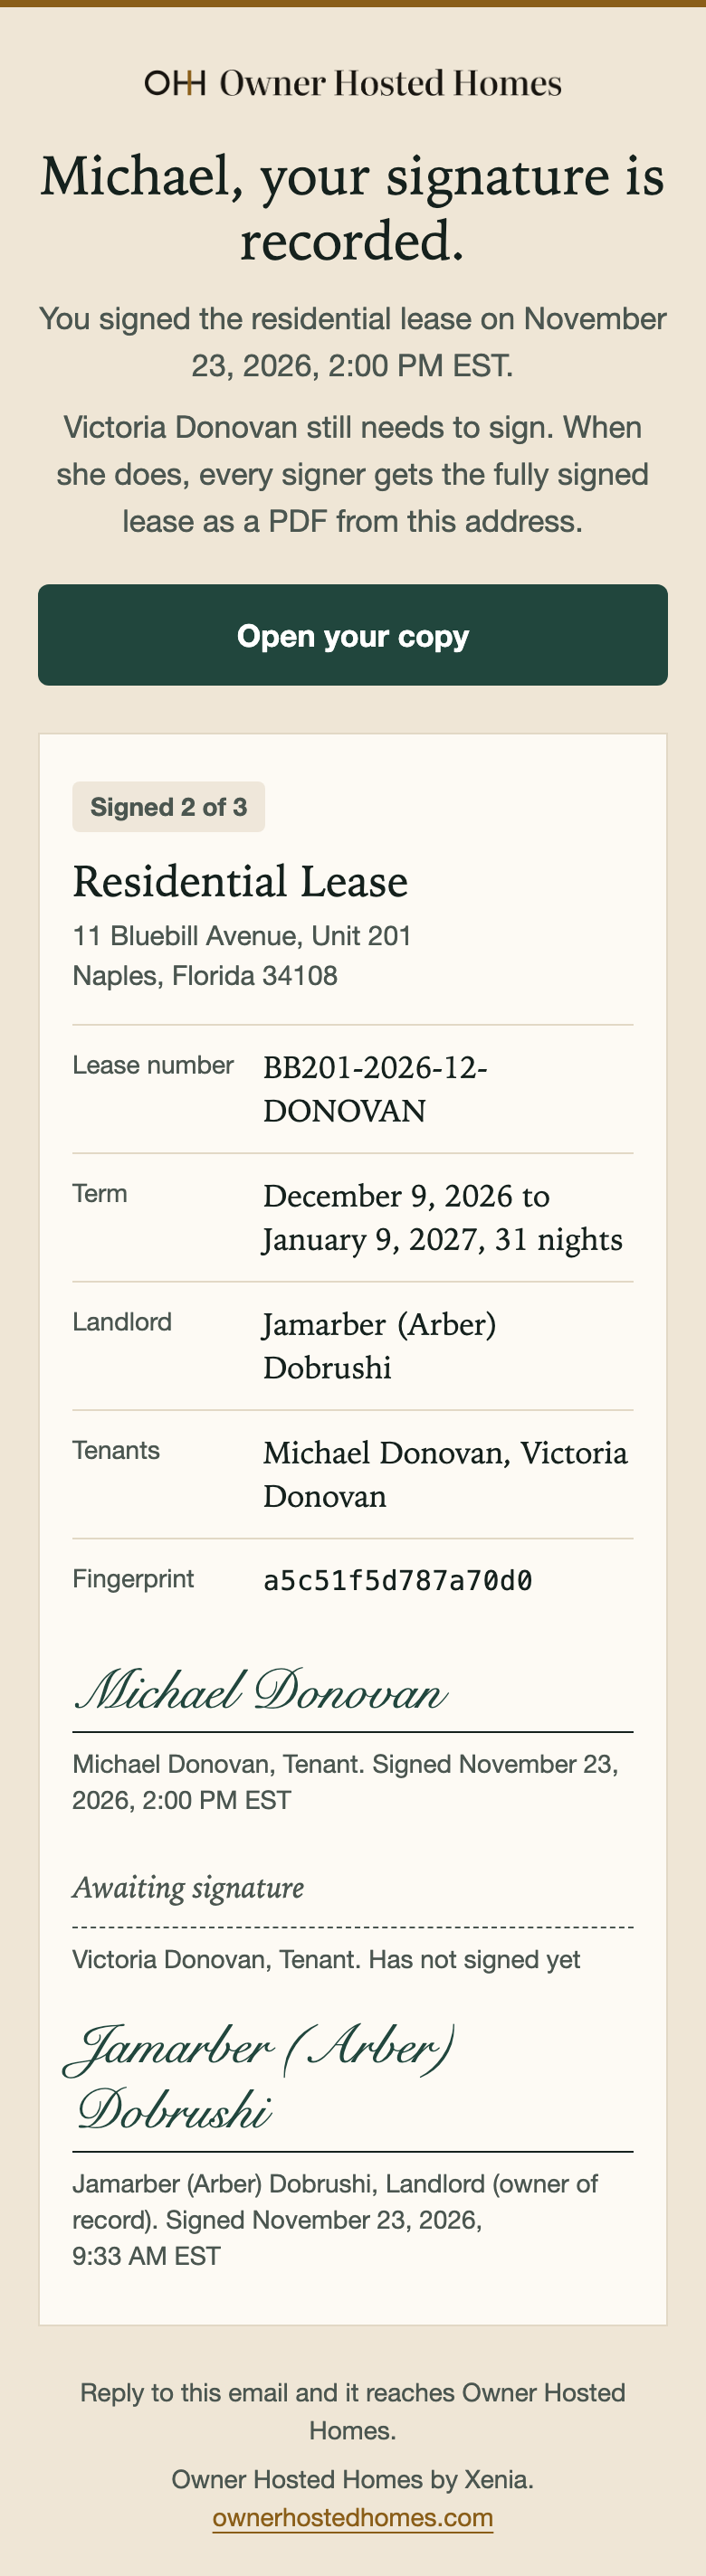 OHH Owner Hosted Homes
Michael, your signature is
recorded.
You signed the residential lease on November
23, 2026, 2:00 PM EST.
Victoria Donovan still needs to sign. When
she does, every signer gets the fully signed
lease as a PDF from this address.
Open your copy
Signed 2 of 3
Residential Lease
11 Bluebill Avenue, Unit 201
Naples, Florida 34108
Lease number BB201-2026-12-
DONOVAN
Term December 9, 2026 to
January 9, 2027, 31 nights
Landlord Jamarber (Arber)
Dobrushi
Tenants Michael Donovan, Victoria
Donovan
Fingerprint a5c51f5d787a70d0
Michael Donovan
Michael Donovan, Tenant. Signed November 23,
2026, 2:00 PM EST
Awaiting signature
Victoria Donovan, Tenant. Has not signed yet
Jamarber (Arber)
Dobrushi
Jamarber (Arber) Dobrushi, Landlord (owner of
record). Signed November 23, 2026,
9:33 AM EST
Reply to this email and it reaches Owner Hosted
Homes.
Owner Hosted Homes by Xenia.
ownerhostedhomes.com